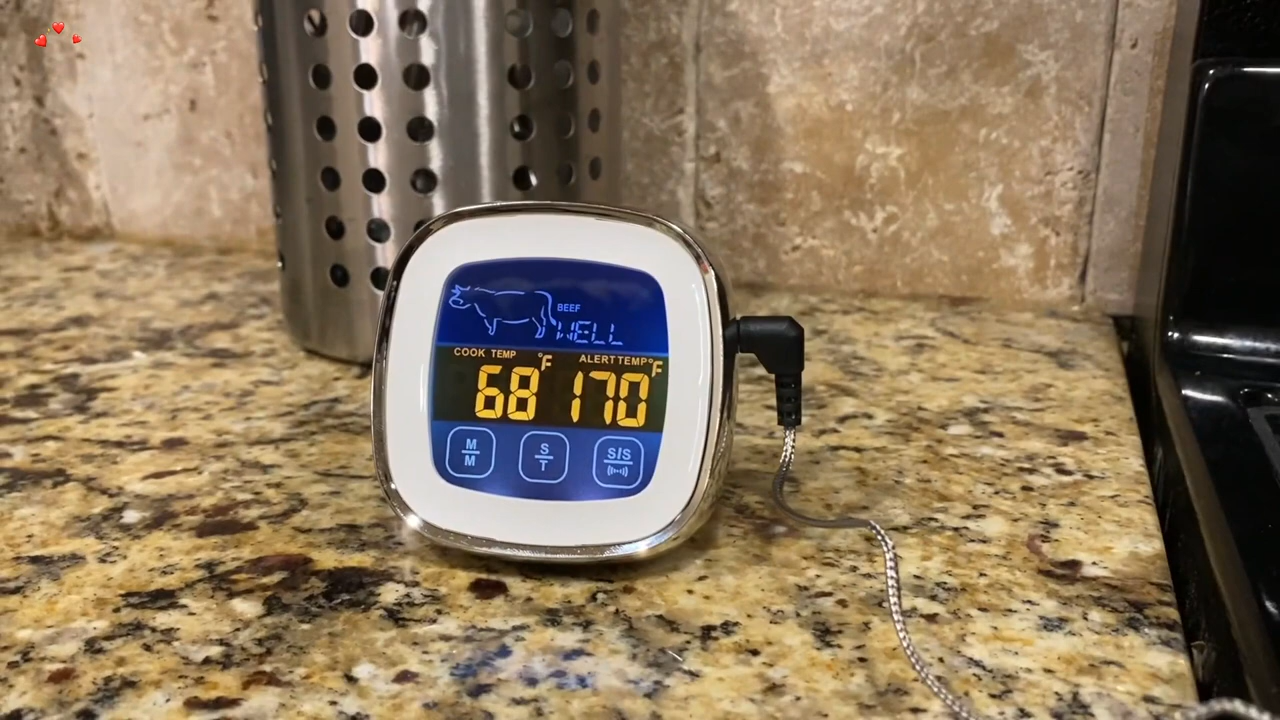 BEEF
WELL
COOK TEMP °F ALERT TEMP °F
68 170
M S S/S
M T